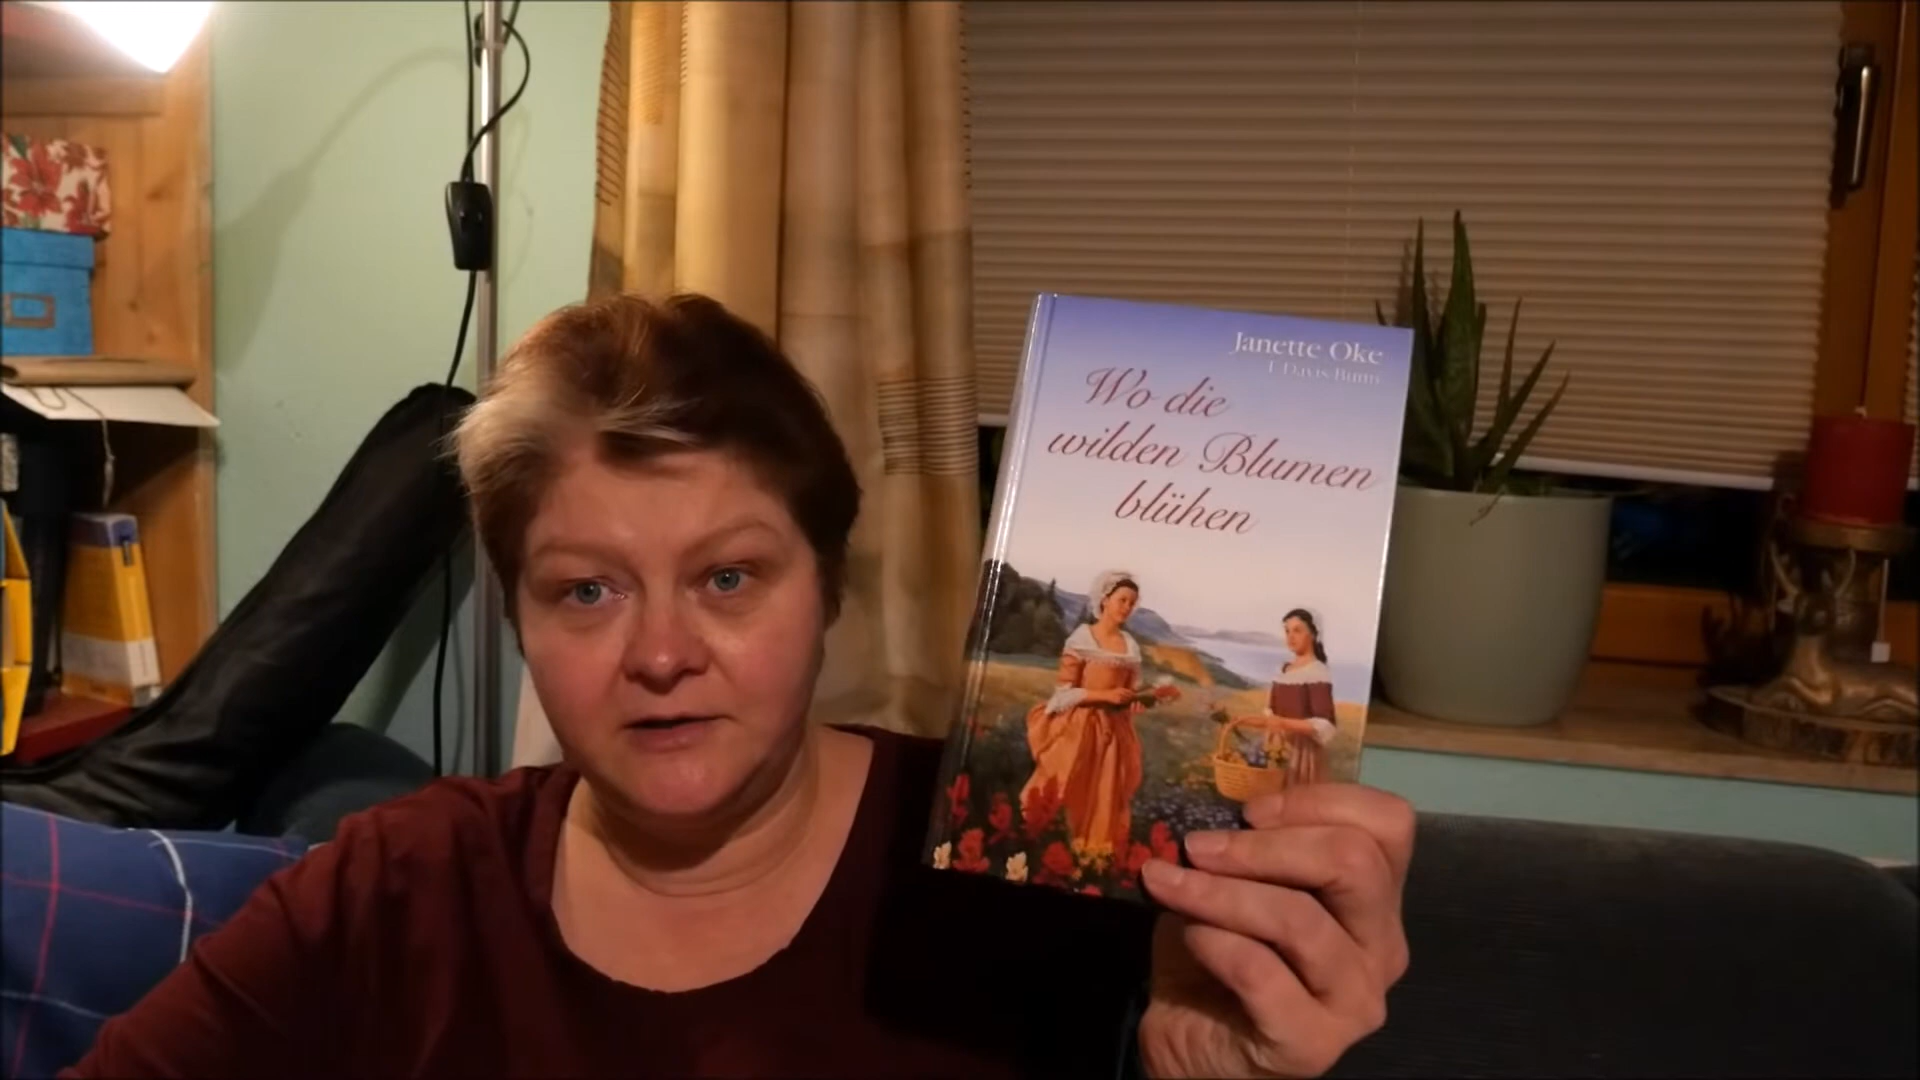 Janette Oke
T. Davis Bunn
Wo die
wilden Blumen
blühen